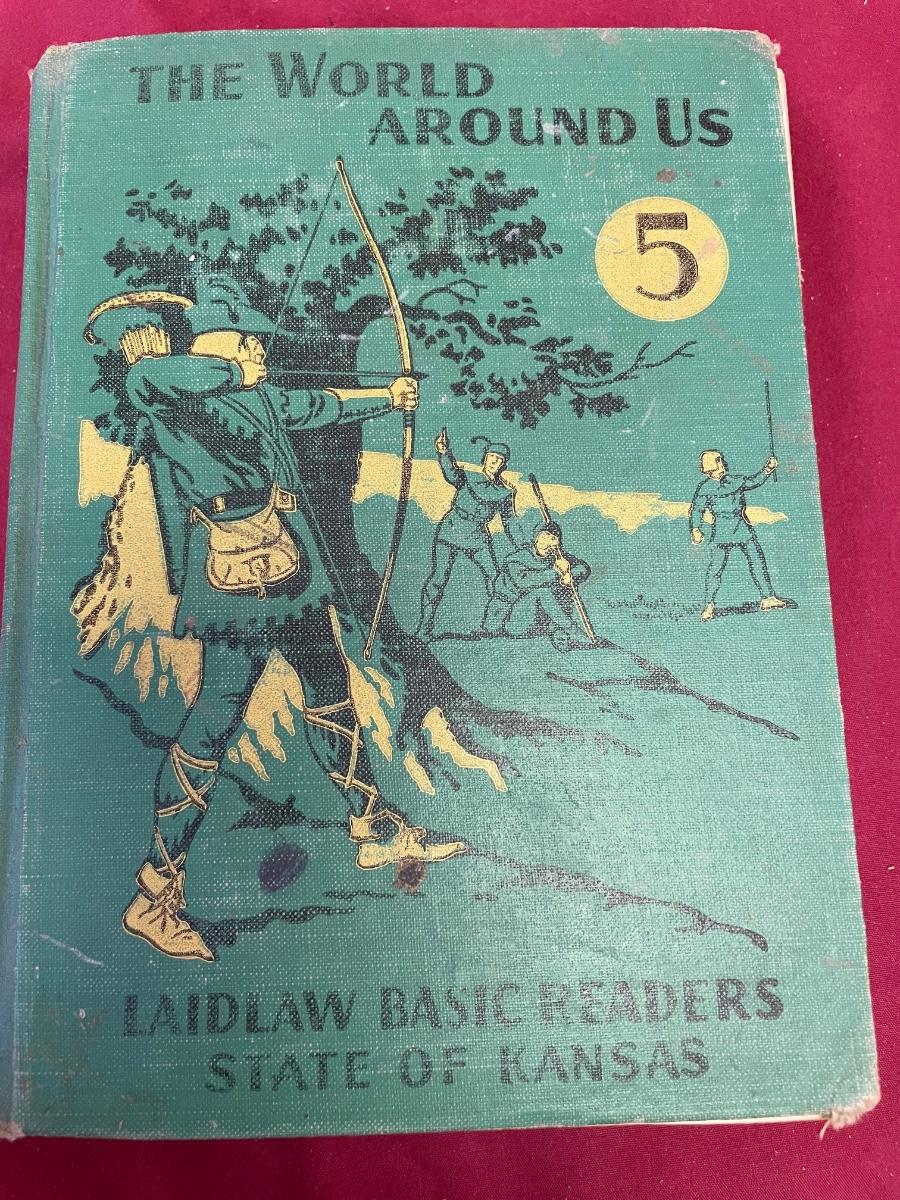 THE WORLD
AROUND US
5
LAIDLAW BASIC READERS
STATE OF KANSAS